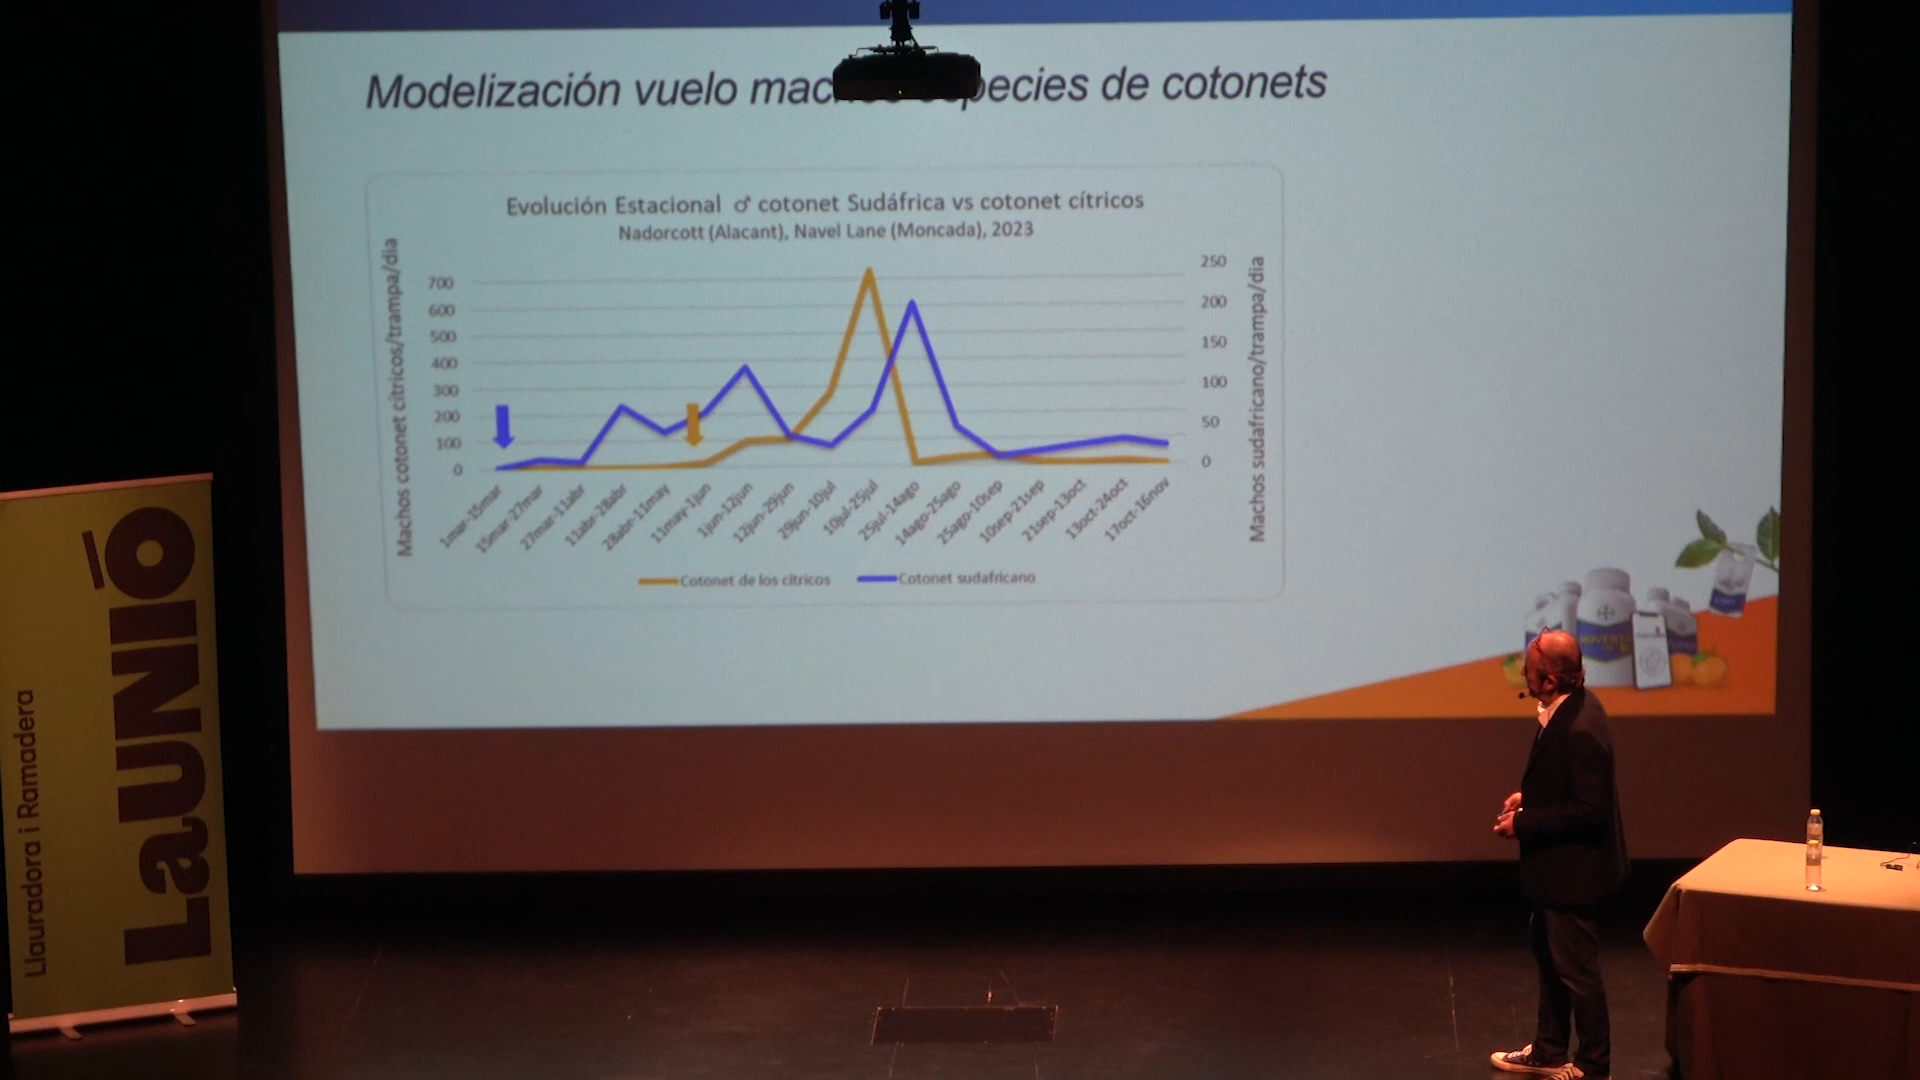 Modelización vuelo especies de cotonets
Evolución Estacional ♂ cotonet Sudáfrica vs cotonet cítricos
Nadorcott (Alacant), Navel Lane (Moncada), 2023
Machos cotonet cítricos/trampa/dia
700
600
500
400
300
200
100
0
250
200
150
100
50
0
Machos sudafricano/trampa/dia
1mar-15mar
15mar-27mar
27mar-11abr
11abr-28abr
28abr-11may
11may-1jun
1jun-12jun
12jun-29jun
29jun-10jul
10jul-25jul
25jul-14ago
14ago-25ago
25ago-10sep
10sep-21sep
21sep-13oct
13oct-24oct
17oct-16nov
Cotonet de los cítricos
Cotonet sudafricano
LaUNIÓ
Llauradora i Ramadera